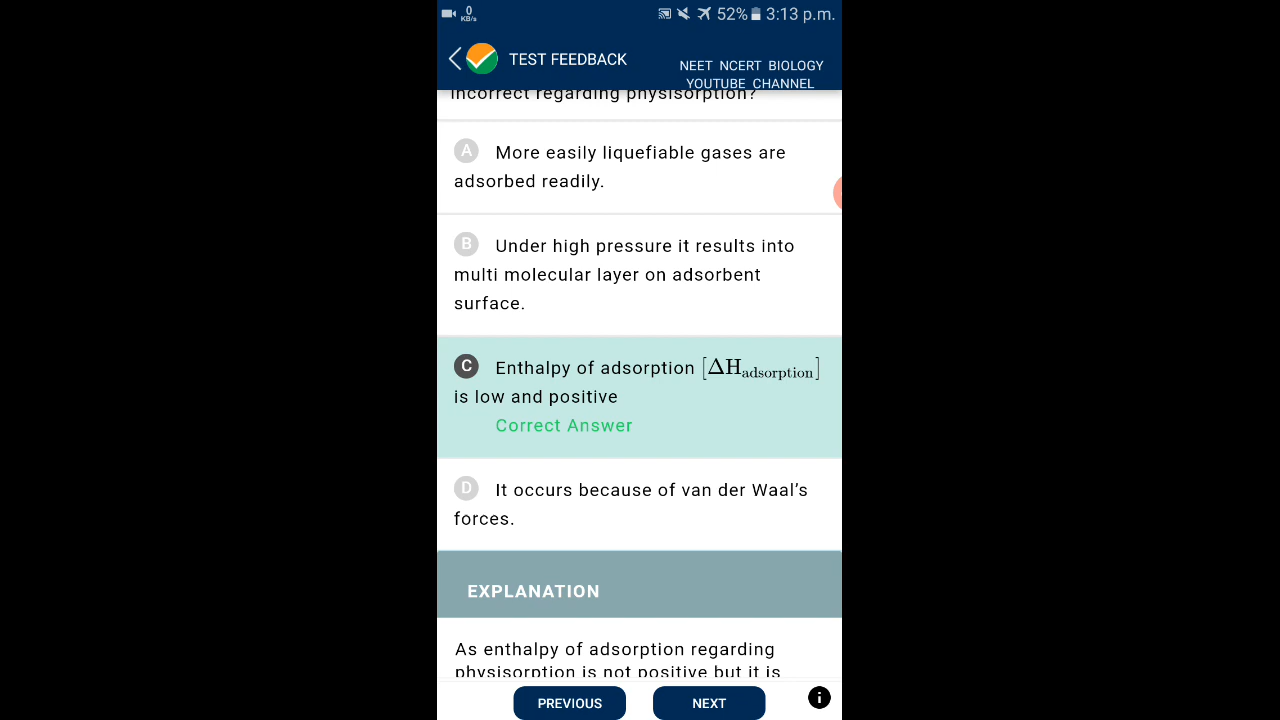 0
KB/s
52% 3:13 p.m.
TEST FEEDBACK
NEET NCERT BIOLOGY
YOUTUBE CHANNEL
incorrect regarding physisorption?
A More easily liquefiable gases are
adsorbed readily.
B Under high pressure it results into
multi molecular layer on adsorbent
surface.
C Enthalpy of adsorption [ΔH_adsorption]
is low and positive
Correct Answer
D It occurs because of van der Waal's
forces.
EXPLANATION
As enthalpy of adsorption regarding
physisorption is not positive but it is
PREVIOUS
NEXT
i